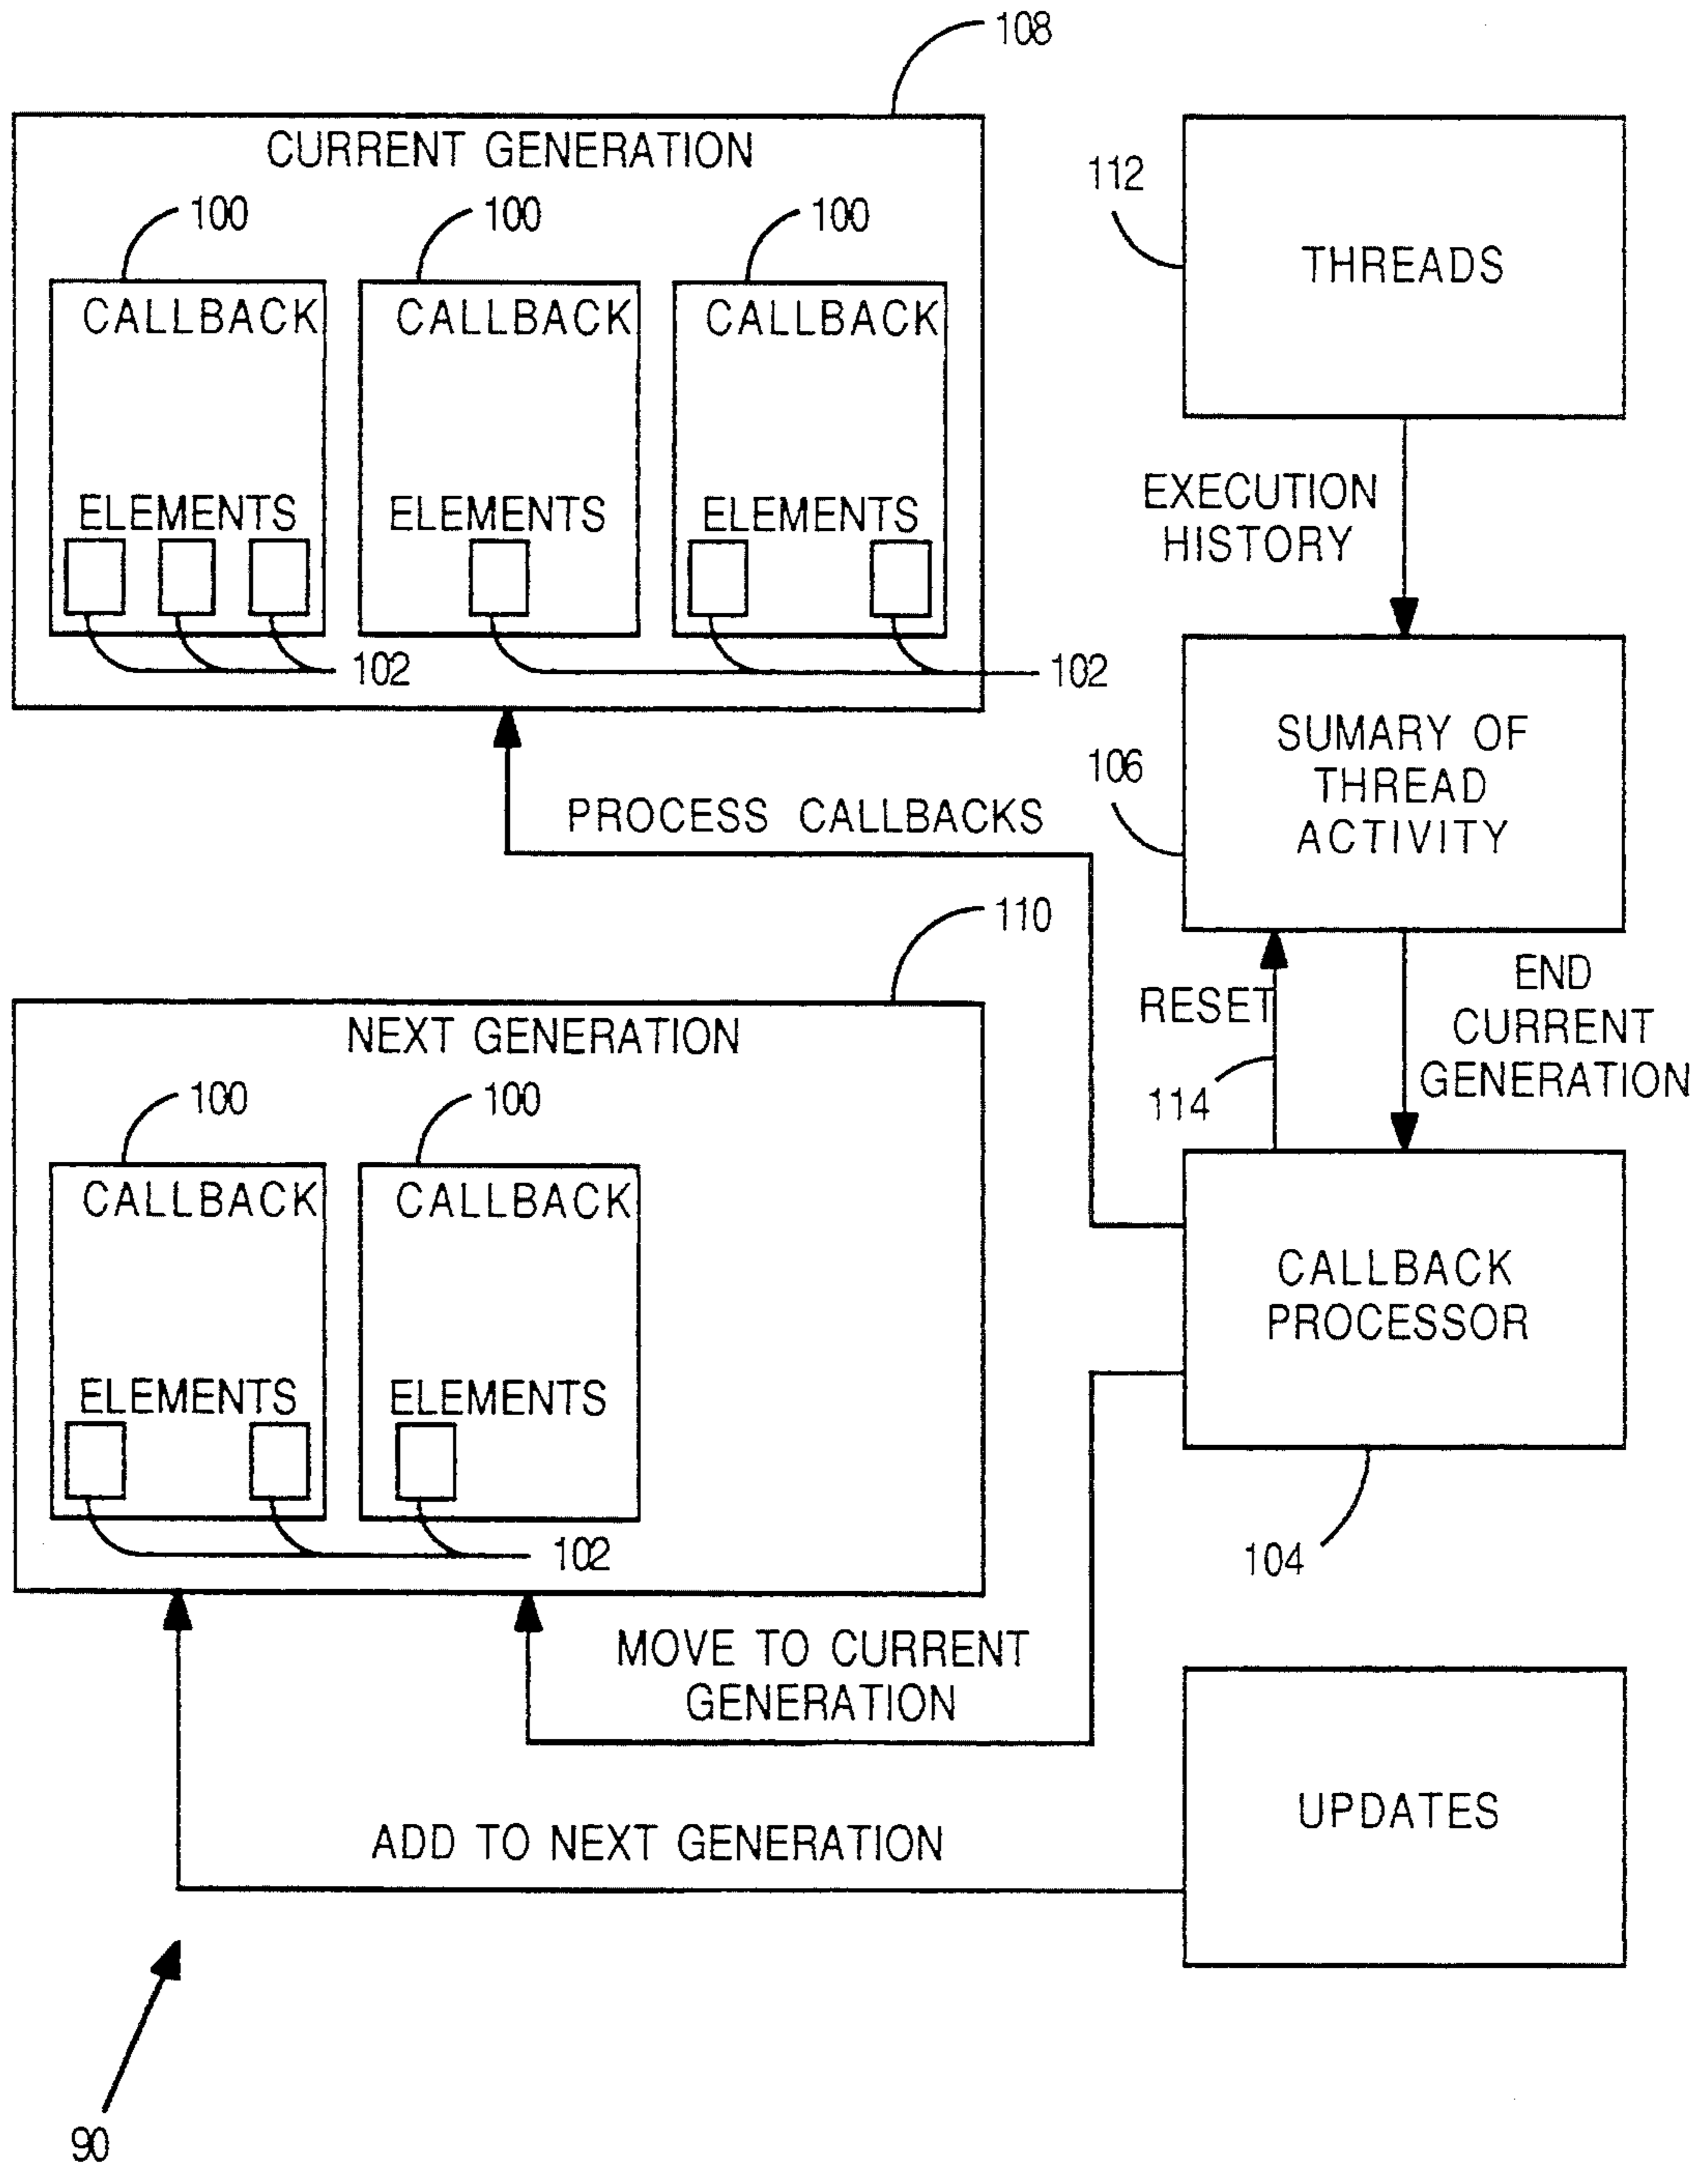 108
CURRENT GENERATION
100
100
100
CALLBACK
CALLBACK
CALLBACK
ELEMENTS
ELEMENTS
ELEMENTS
102
102
112
THREADS
EXECUTION
HISTORY
SUMARY OF
THREAD
ACTIVITY
106
PROCESS CALLBACKS
110
NEXT GENERATION
100
100
CALLBACK
CALLBACK
ELEMENTS
ELEMENTS
102
RESET
114
END
CURRENT
GENERATION
CALLBACK
PROCESSOR
104
MOVE TO CURRENT
GENERATION
UPDATES
ADD TO NEXT GENERATION
90